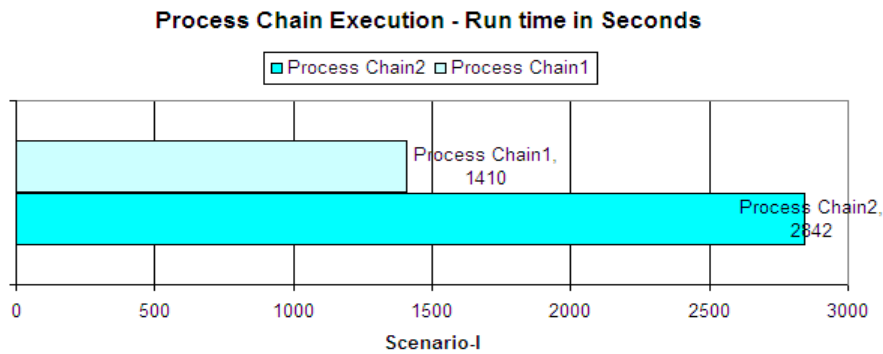 Process Chain Execution - Run time in Seconds
Process Chain2 Process Chain1
Process Chain1,
1410
Process Chain2,
2842
0 500 1000 1500 2000 2500 3000
Scenario-I